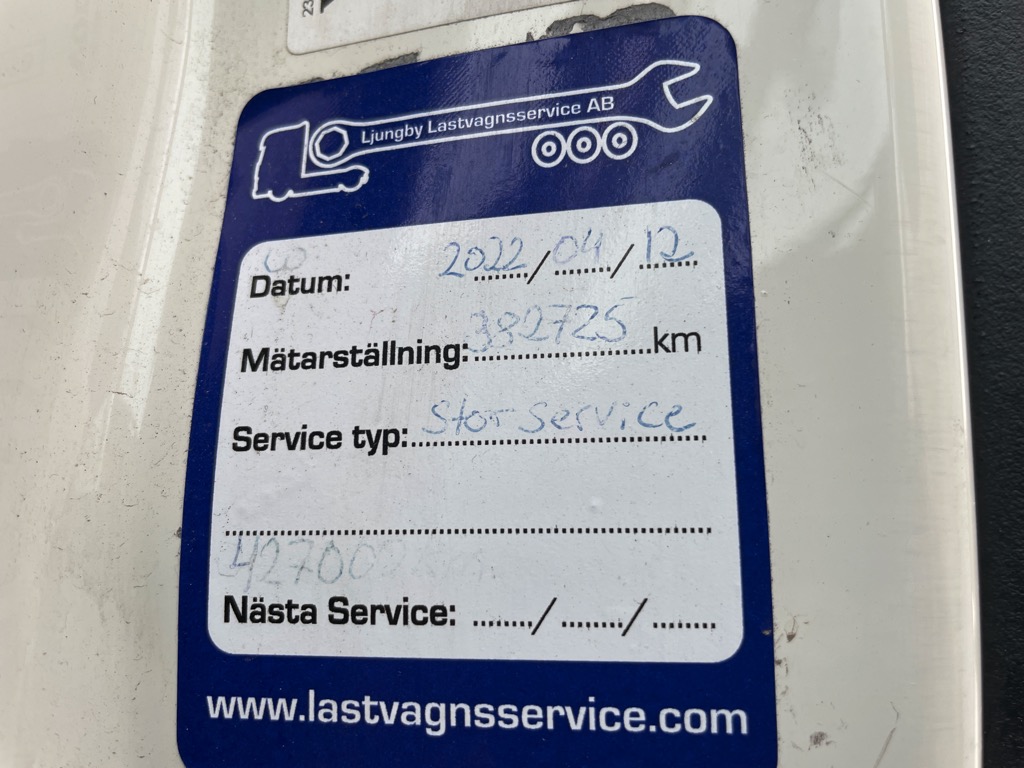 23
Ljungby Lastvagnsservice AB
Datum: 2022/04/12
Mätarställning: 382725 km
Service typ: Stor service
427000
Nästa Service: ....../....../......
www.lastvagnsservice.com